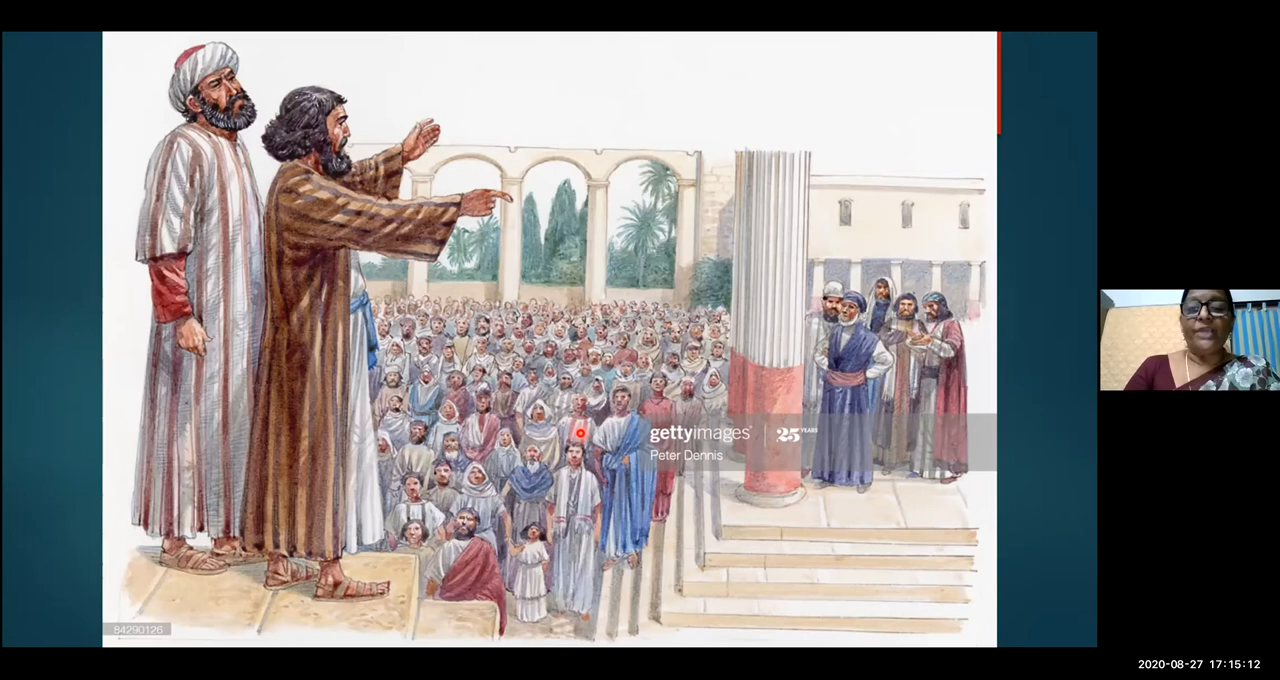 gettyimages®
25 YEARS
Peter Dennis
84290126
2020-08-27 17:15:12